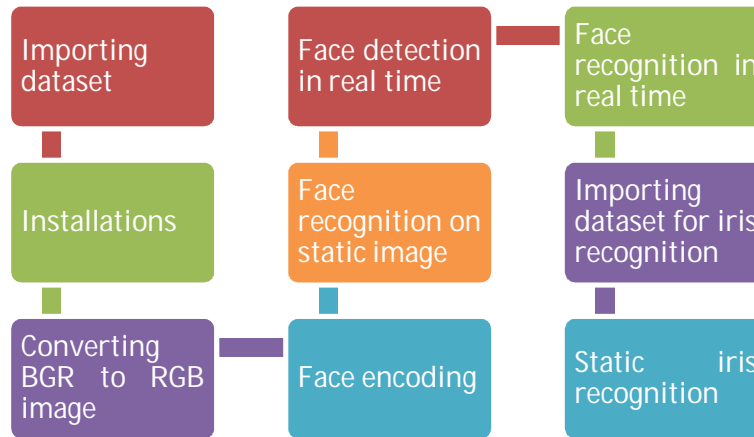 Importing
dataset
Installations
Converting
BGR to RGB
image
Face encoding
Face
recognition on
static image
Face detection
in real time
Face
recognition in
real time
Importing
dataset for iris
recognition
Static iris
recognition